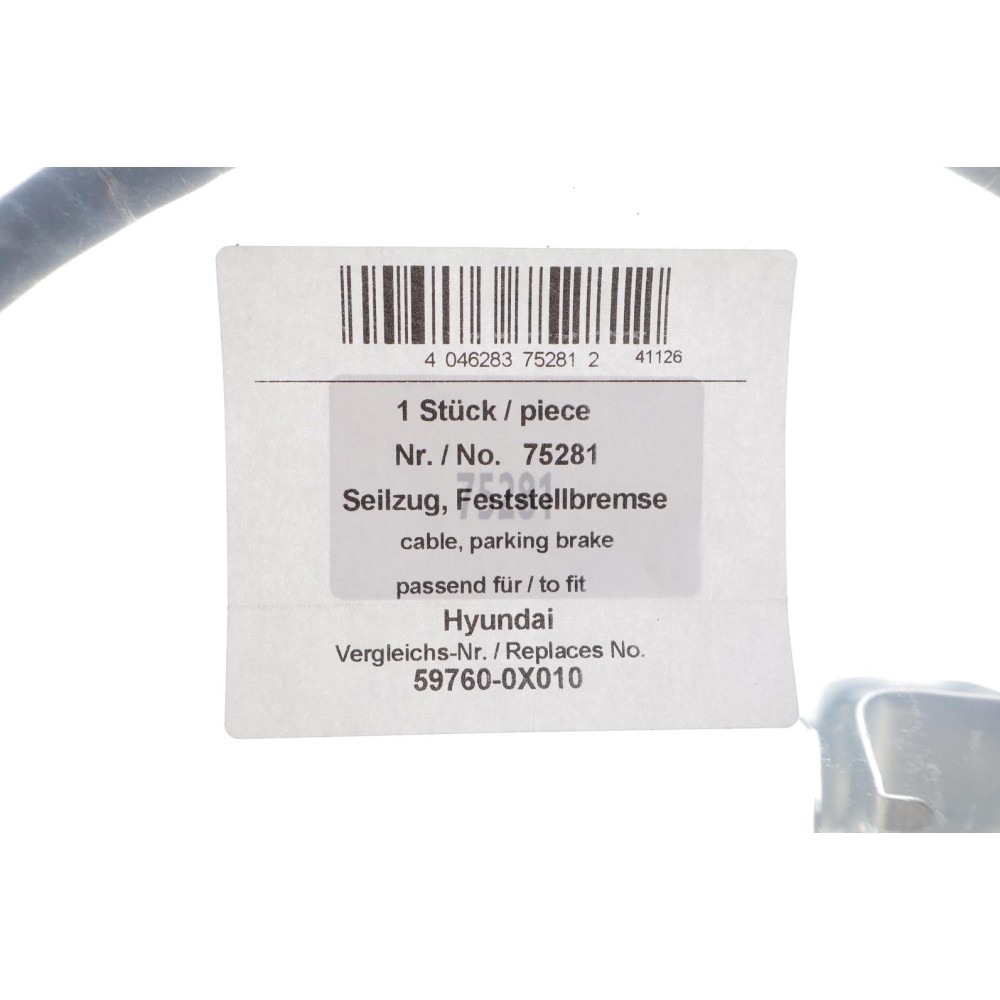 4 046283 75281 2 41126
1 Stück / piece
Nr. / No. 75281
75281
Seilzug, Feststellbremse
cable, parking brake
passend für / to fit
Hyundai
Vergleichs-Nr. / Replaces No.
59760-0X010